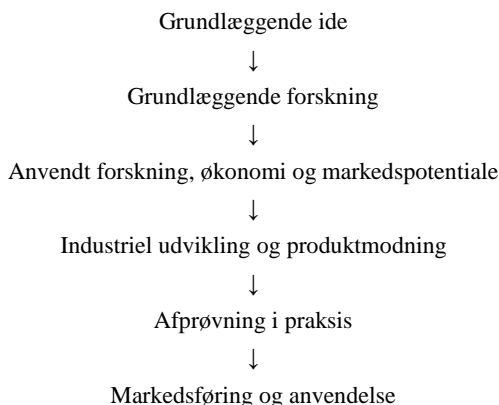 Grundlæggende ide
↓
Grundlæggende forskning
↓
Anvendt forskning, økonomi og markedspotentiale
↓
Industriel udvikling og produktmodning
↓
Afprøvning i praksis
↓
Markedsføring og anvendelse